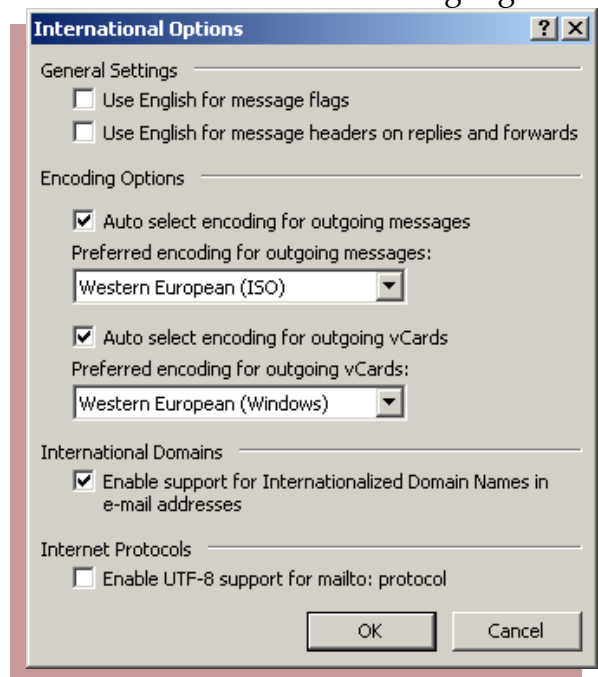 International Options
General Settings
Use English for message flags
Use English for message headers on replies and forwards
Encoding Options
Auto select encoding for outgoing messages
Preferred encoding for outgoing messages:
Western European (ISO)
Auto select encoding for outgoing vCards
Preferred encoding for outgoing vCards:
Western European (Windows)
International Domains
Enable support for Internationalized Domain Names in
e-mail addresses
Internet Protocols
Enable UTF-8 support for mailto: protocol
OK Cancel